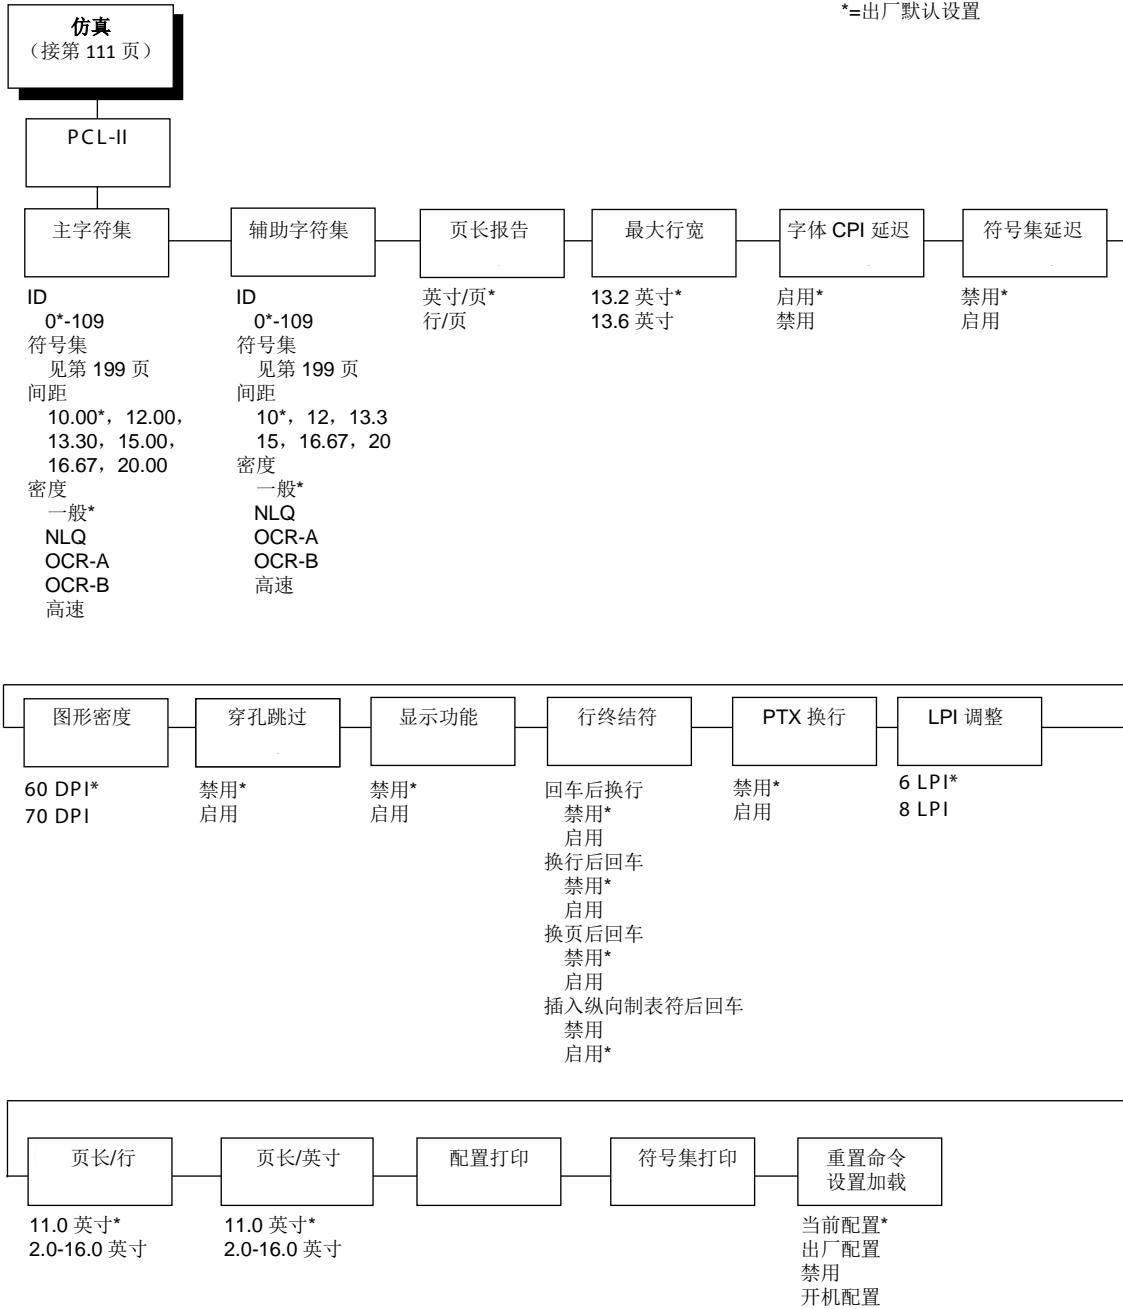 *=出厂默认设置
仿真
（接第 111 页）
PCL-II
主字符集
ID
0*-109
符号集
见第 199 页
间距
10.00*，12.00，
13.30，15.00，
16.67，20.00
密度
一般*
NLQ
OCR-A
OCR-B
高速
辅助字符集
ID
0*-109
符号集
见第 199 页
间距
10*，12，13.3
15，16.67，20
密度
一般*
NLQ
OCR-A
OCR-B
高速
页长报告
英寸/页*
行/页
最大行宽
13.2 英寸*
13.6 英寸
字体 CPI 延迟
启用*
禁用
符号集延迟
禁用*
启用
图形密度
60 DPI*
70 DPI
穿孔跳过
禁用*
启用
显示功能
禁用*
启用
行终结符
回车后换行
禁用*
启用
换行后回车
禁用*
启用
换页后回车
禁用*
启用
插入纵向制表符后回车
禁用
启用*
PTX 换行
禁用*
启用
LPI 调整
6 LPI*
8 LPI
页长/行
11.0 英寸*
2.0-16.0 英寸
页长/英寸
11.0 英寸*
2.0-16.0 英寸
配置打印
符号集打印
重置命令
设置加载
当前配置*
出厂配置
禁用
开机配置